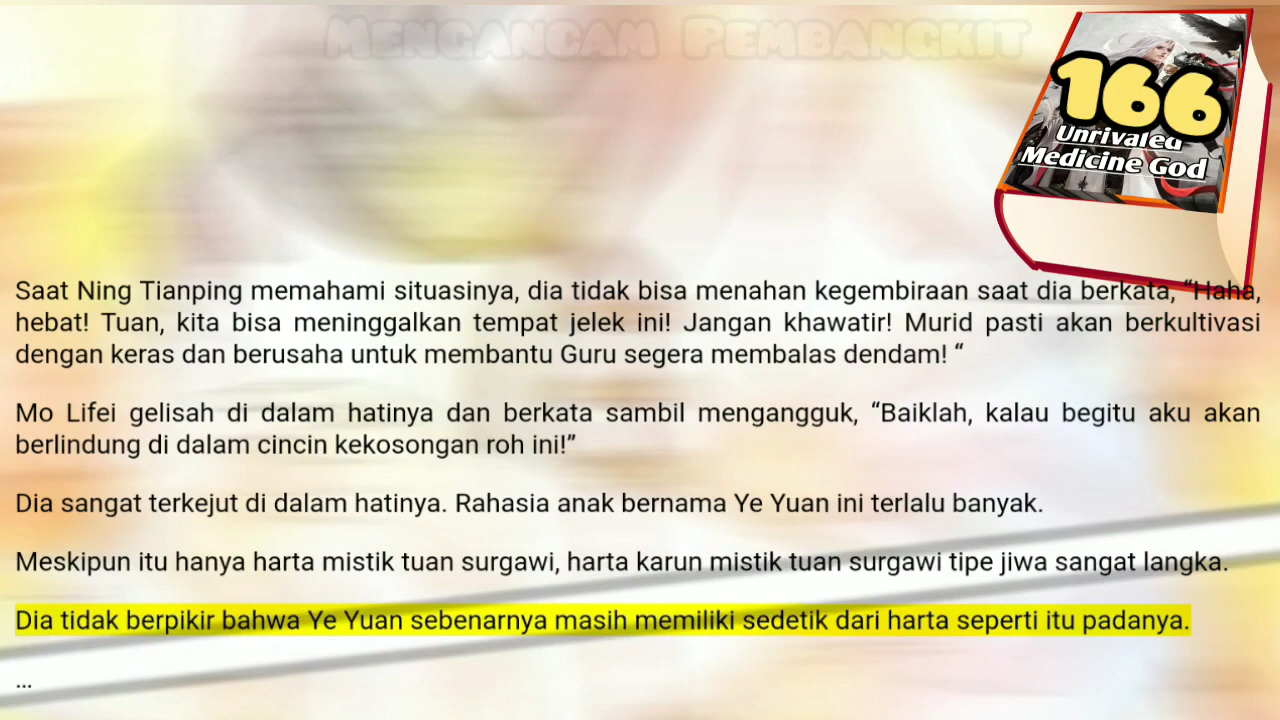 Mengancam Pembangkit
166
Unrivaled
Medicine God
Saat Ning Tianping memahami situasinya, dia tidak bisa menahan kegembiraan saat dia berkata, “Haha,
hebat! Tuan, kita bisa meninggalkan tempat jelek ini! Jangan khawatir! Murid pasti akan berkultivasi
dengan keras dan berusaha untuk membantu Guru segera membalas dendam! “
Mo Lifei gelisah di dalam hatinya dan berkata sambil mengangguk, “Baiklah, kalau begitu aku akan
berlindung di dalam cincin kekosongan roh ini!”
Dia sangat terkejut di dalam hatinya. Rahasia anak bernama Ye Yuan ini terlalu banyak.
Meskipun itu hanya harta mistik tuan surgawi, harta karun mistik tuan surgawi tipe jiwa sangat langka.
Dia tidak berpikir bahwa Ye Yuan sebenarnya masih memiliki sedetik dari harta seperti itu padanya.
...